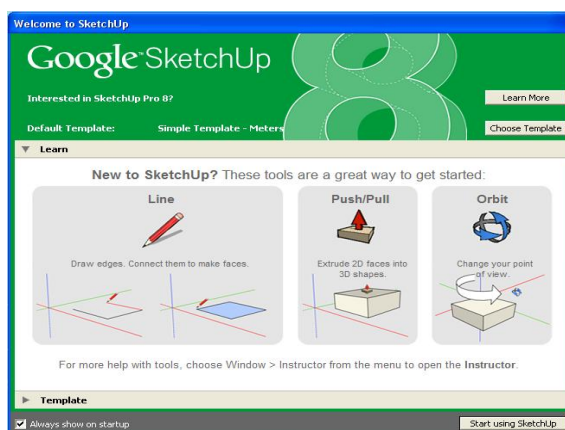 Welcome to SketchUp
Google™ SketchUp 8
Interested in SketchUp Pro 8?
Learn More
Default Template: Simple Template - Meters
Choose Template
Learn
New to SketchUp? These tools are a great way to get started:
Line
Draw edges. Connect them to make faces.
Push/Pull
Extrude 2D faces into
3D shapes.
Orbit
Change your point
of view.
For more help with tools, choose Window > Instructor from the menu to open the Instructor.
Template
Always show on startup
Start using SketchUp